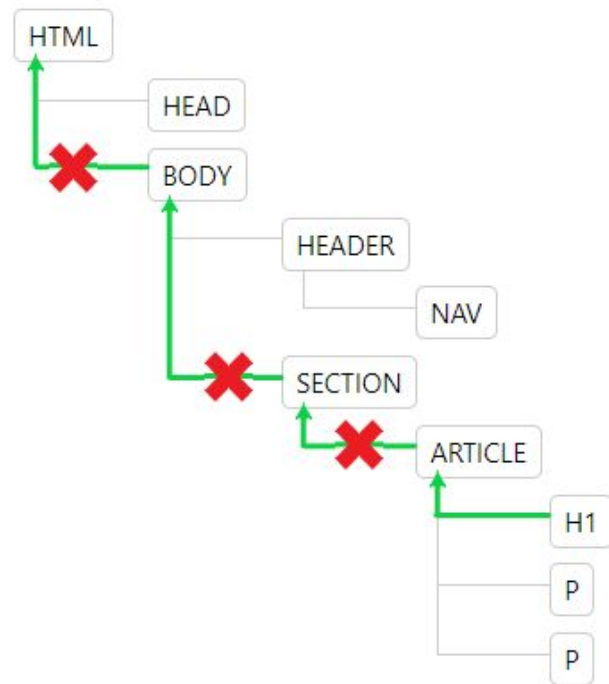 HTML
HEAD
BODY
HEADER
NAV
SECTION
ARTICLE
H1
P
P